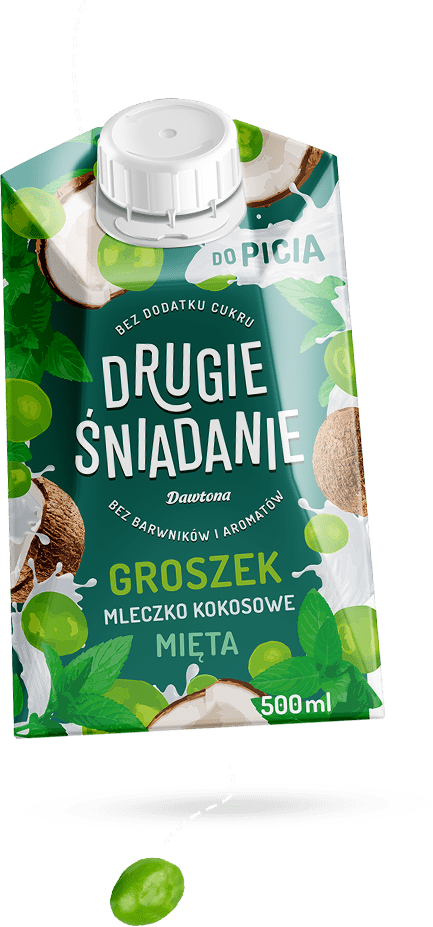 DO PICIA
BEZ DODATKU CUKRU
DRUGIE
ŚNIADANIE
Dawtona
BEZ BARWNIKÓW I AROMATÓW
GROSZEK
MLECZKO KOKOSOWE
MIĘTA
500 ml